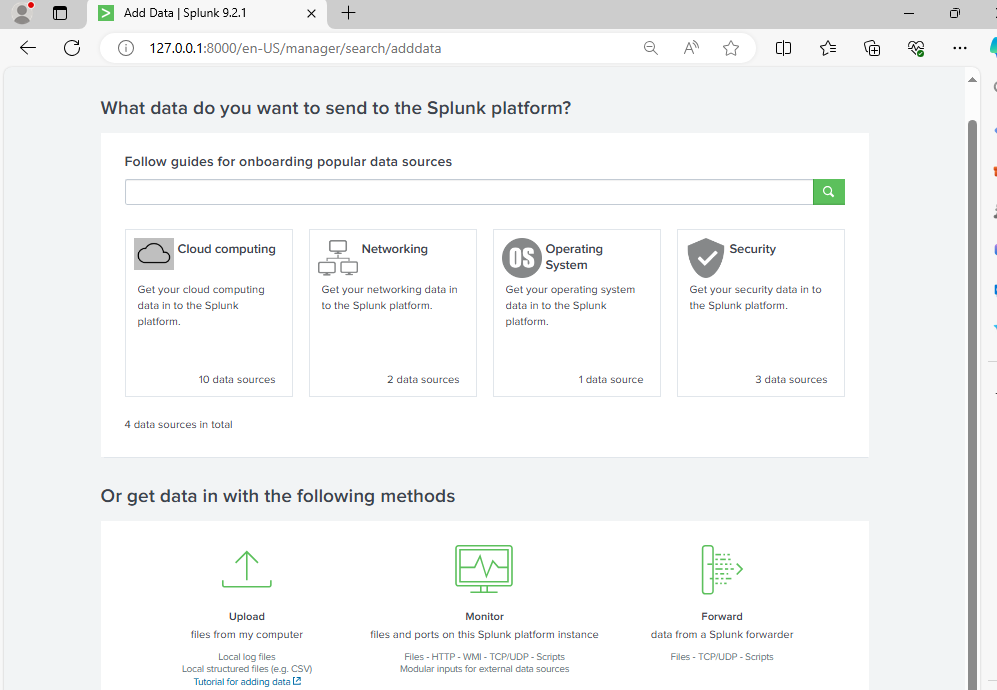 Add Data | Splunk 9.2.1
127.0.0.1:8000/en-US/manager/search/adddata
What data do you want to send to the Splunk platform?
Follow guides for onboarding popular data sources
Cloud computing
Get your cloud computing
data in to the Splunk
platform.
10 data sources
Networking
Get your networking data in
to the Splunk platform.
2 data sources
OS
Operating
System
Get your operating system
data in to the Splunk
platform.
1 data source
Security
Get your security data in to
the Splunk platform.
3 data sources
4 data sources in total
Or get data in with the following methods
Upload
files from my computer
Local log files
Local structured files (e.g. CSV)
Tutorial for adding data
Monitor
files and ports on this Splunk platform instance
Files - HTTP - WMI - TCP/UDP - Scripts
Modular inputs for external data sources
Forward
data from a Splunk forwarder
Files - TCP/UDP - Scripts